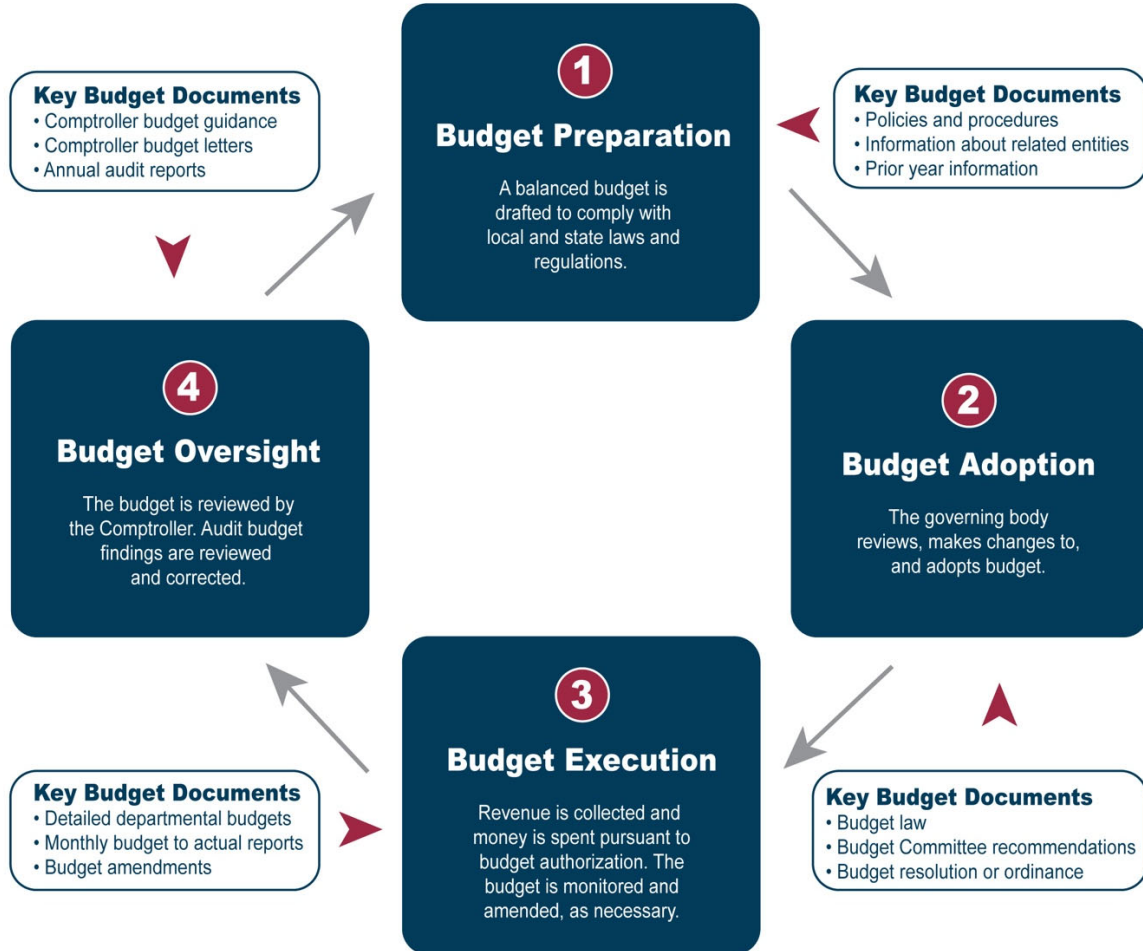 1
Budget Preparation
A balanced budget is
drafted to comply with
local and state laws and
regulations.
Key Budget Documents
• Policies and procedures
• Information about related entities
• Prior year information
2
Budget Adoption
The governing body
reviews, makes changes to,
and adopts budget.
Key Budget Documents
• Budget law
• Budget Committee recommendations
• Budget resolution or ordinance
3
Budget Execution
Revenue is collected and
money is spent pursuant to
budget authorization. The
budget is monitored and
amended, as necessary.
Key Budget Documents
• Detailed departmental budgets
• Monthly budget to actual reports
• Budget amendments
4
Budget Oversight
The budget is reviewed by
the Comptroller. Audit budget
findings are reviewed
and corrected.
Key Budget Documents
• Comptroller budget guidance
• Comptroller budget letters
• Annual audit reports